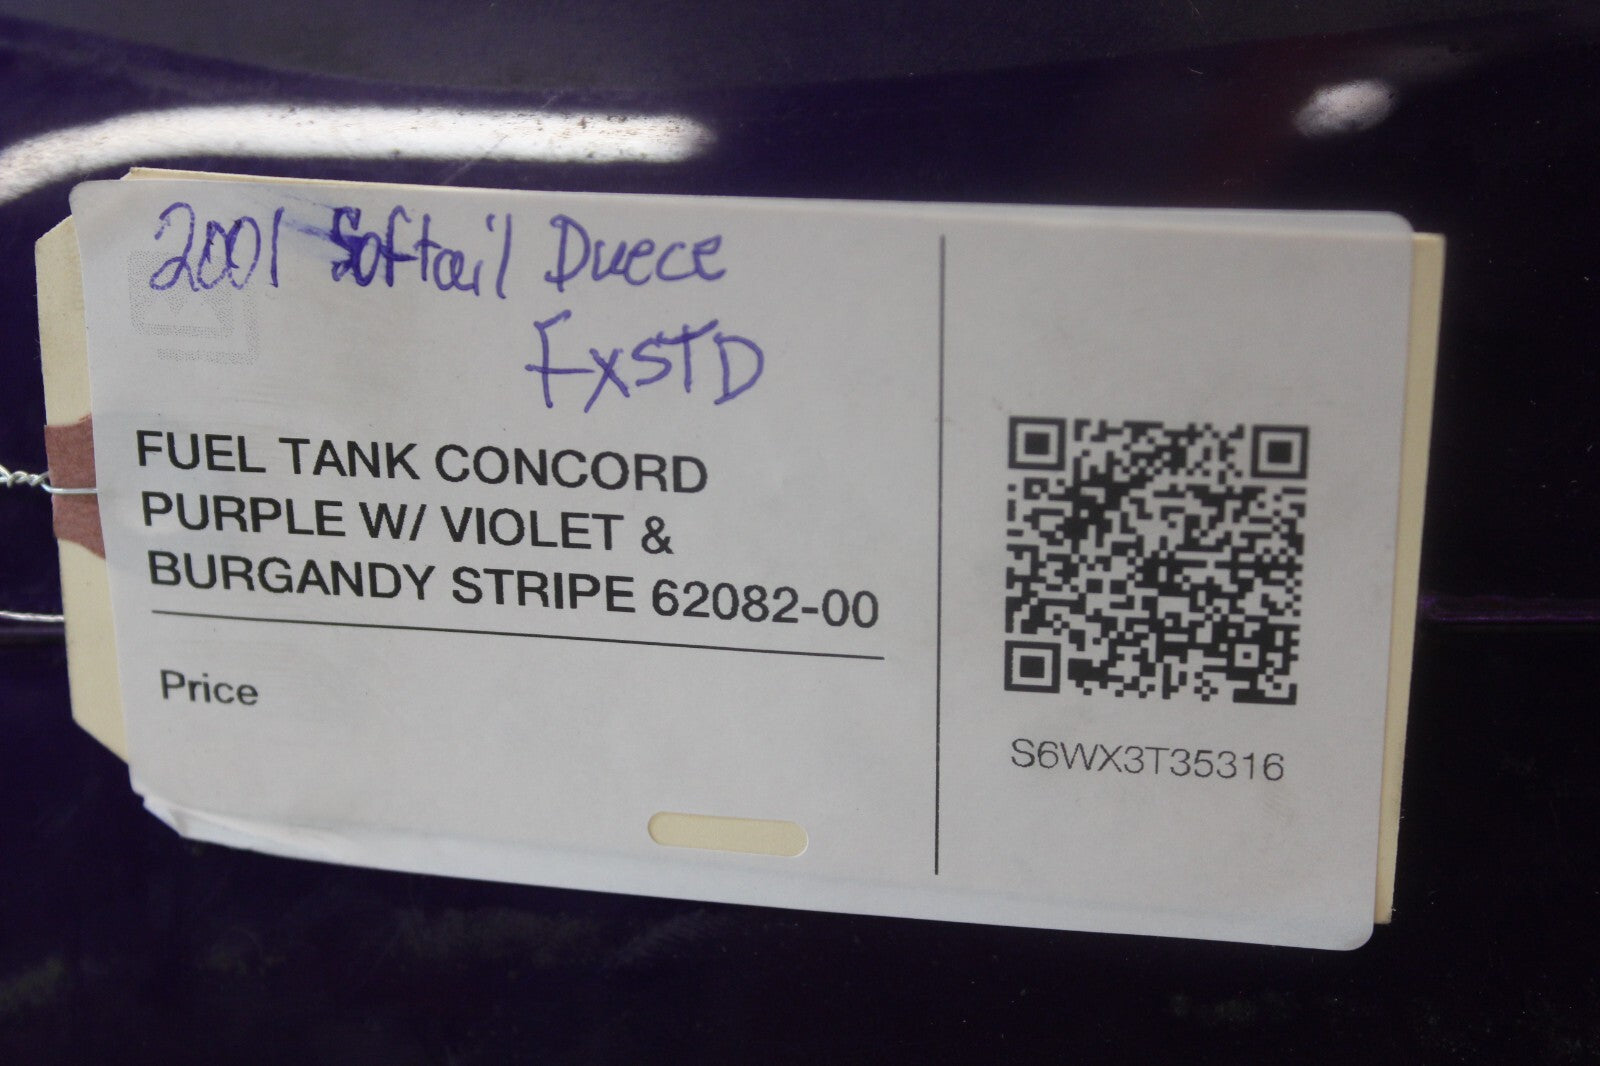 2001 Softail Duece
FXSTD
FUEL TANK CONCORD
PURPLE W/ VIOLET &
BURGANDY STRIPE 62082-00
Price
S6WX3T35316